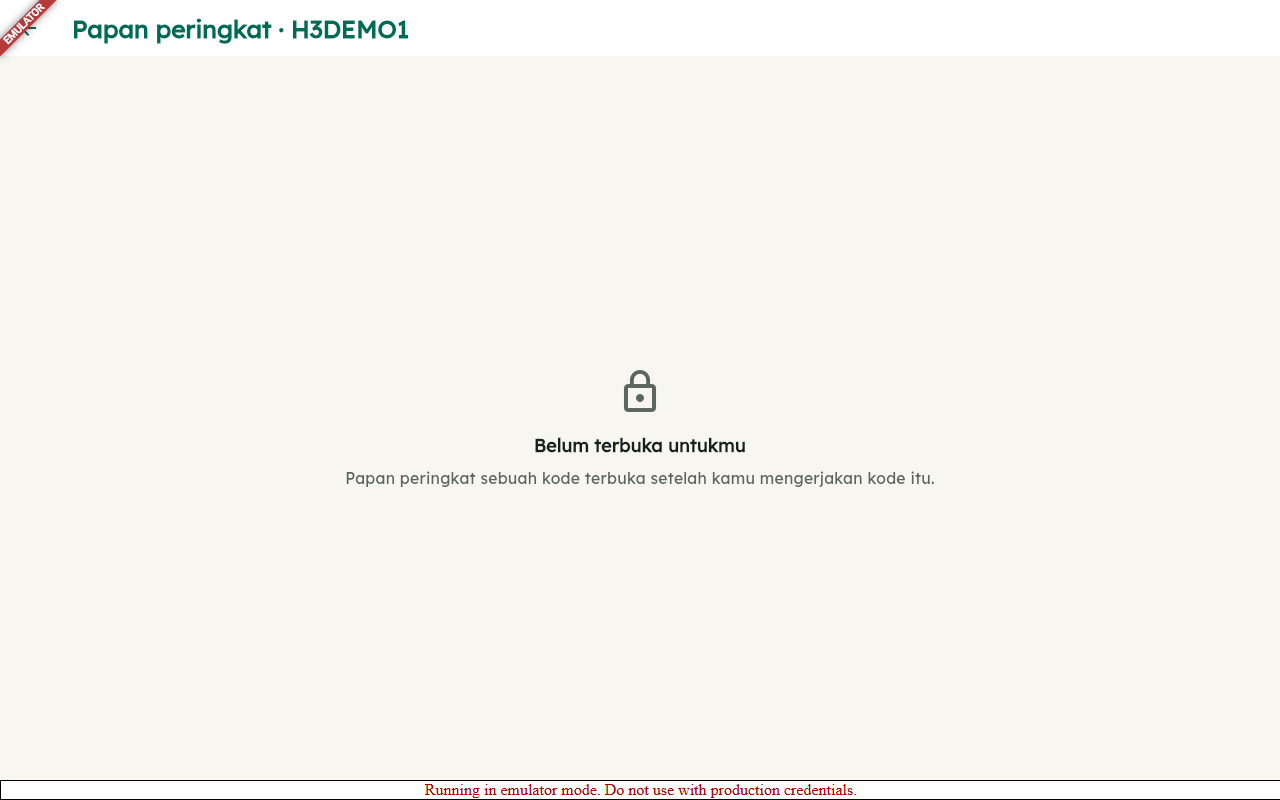 EMULATOR
Papan peringkat · H3DEMO1
Belum terbuka untukmu
Papan peringkat sebuah kode terbuka setelah kamu mengerjakan kode itu.
Running in emulator mode. Do not use with production credentials.